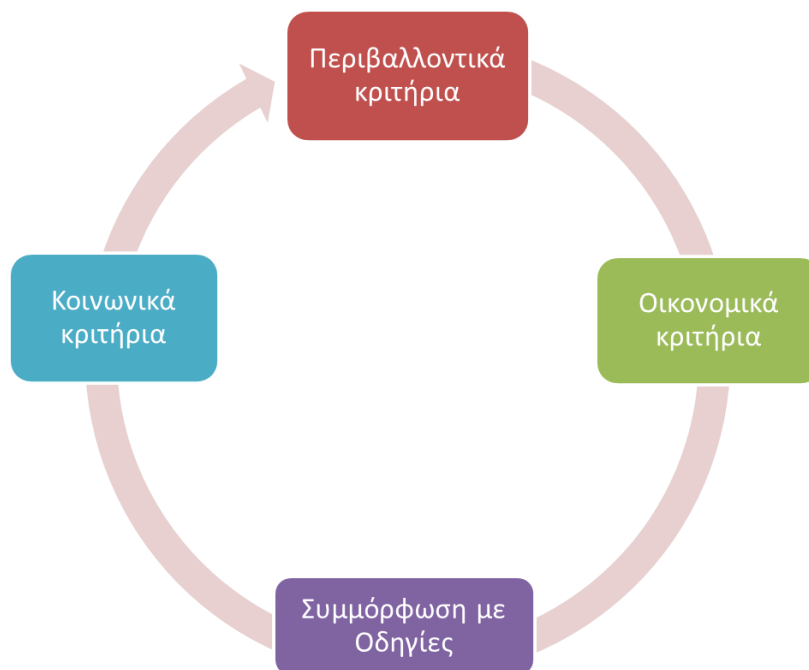 Περιβαλλοντικά
κριτήρια
Κοινωνικά
κριτήρια
Οικονομικά
κριτήρια
Συμμόρφωση με
Οδηγίες